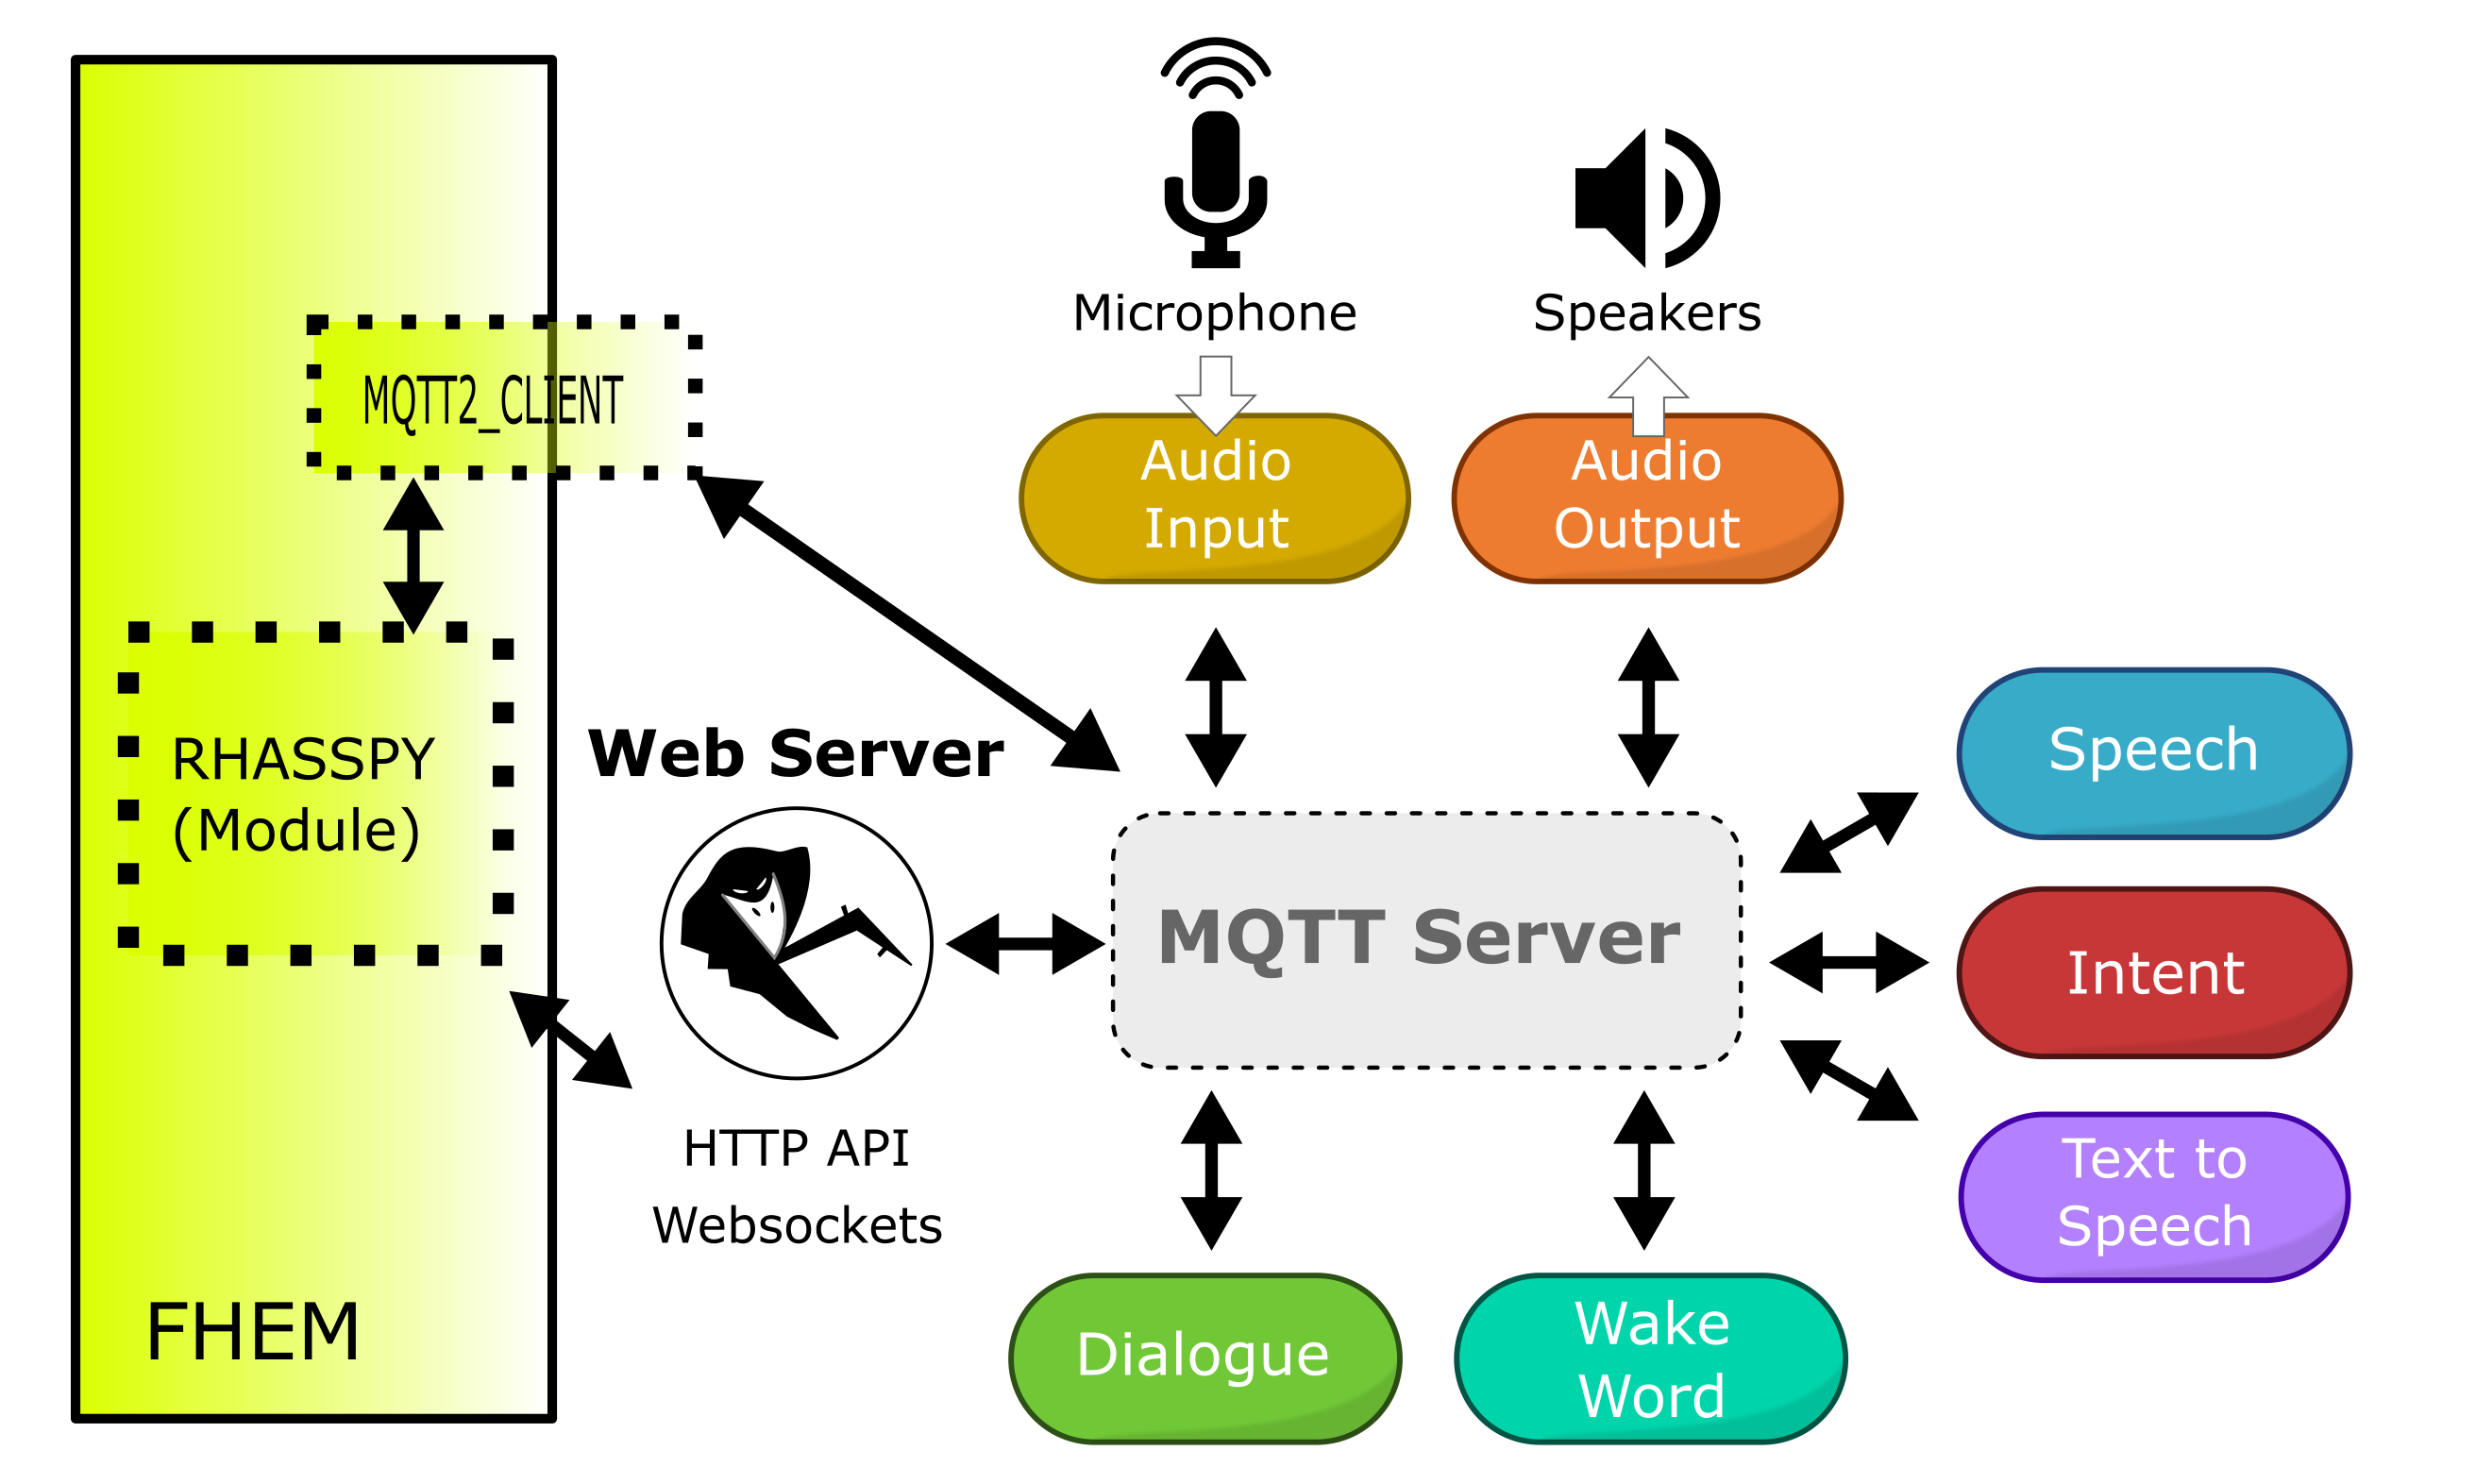 Microphone
Speakers
MQTT2_CLIENT
Audio
Input
Audio
Output
RHASSPY
(Module)
Web Server
MQTT Server
Speech
Intent
Text to
Speech
HTTP API
Websockets
Dialogue
Wake
Word
FHEM